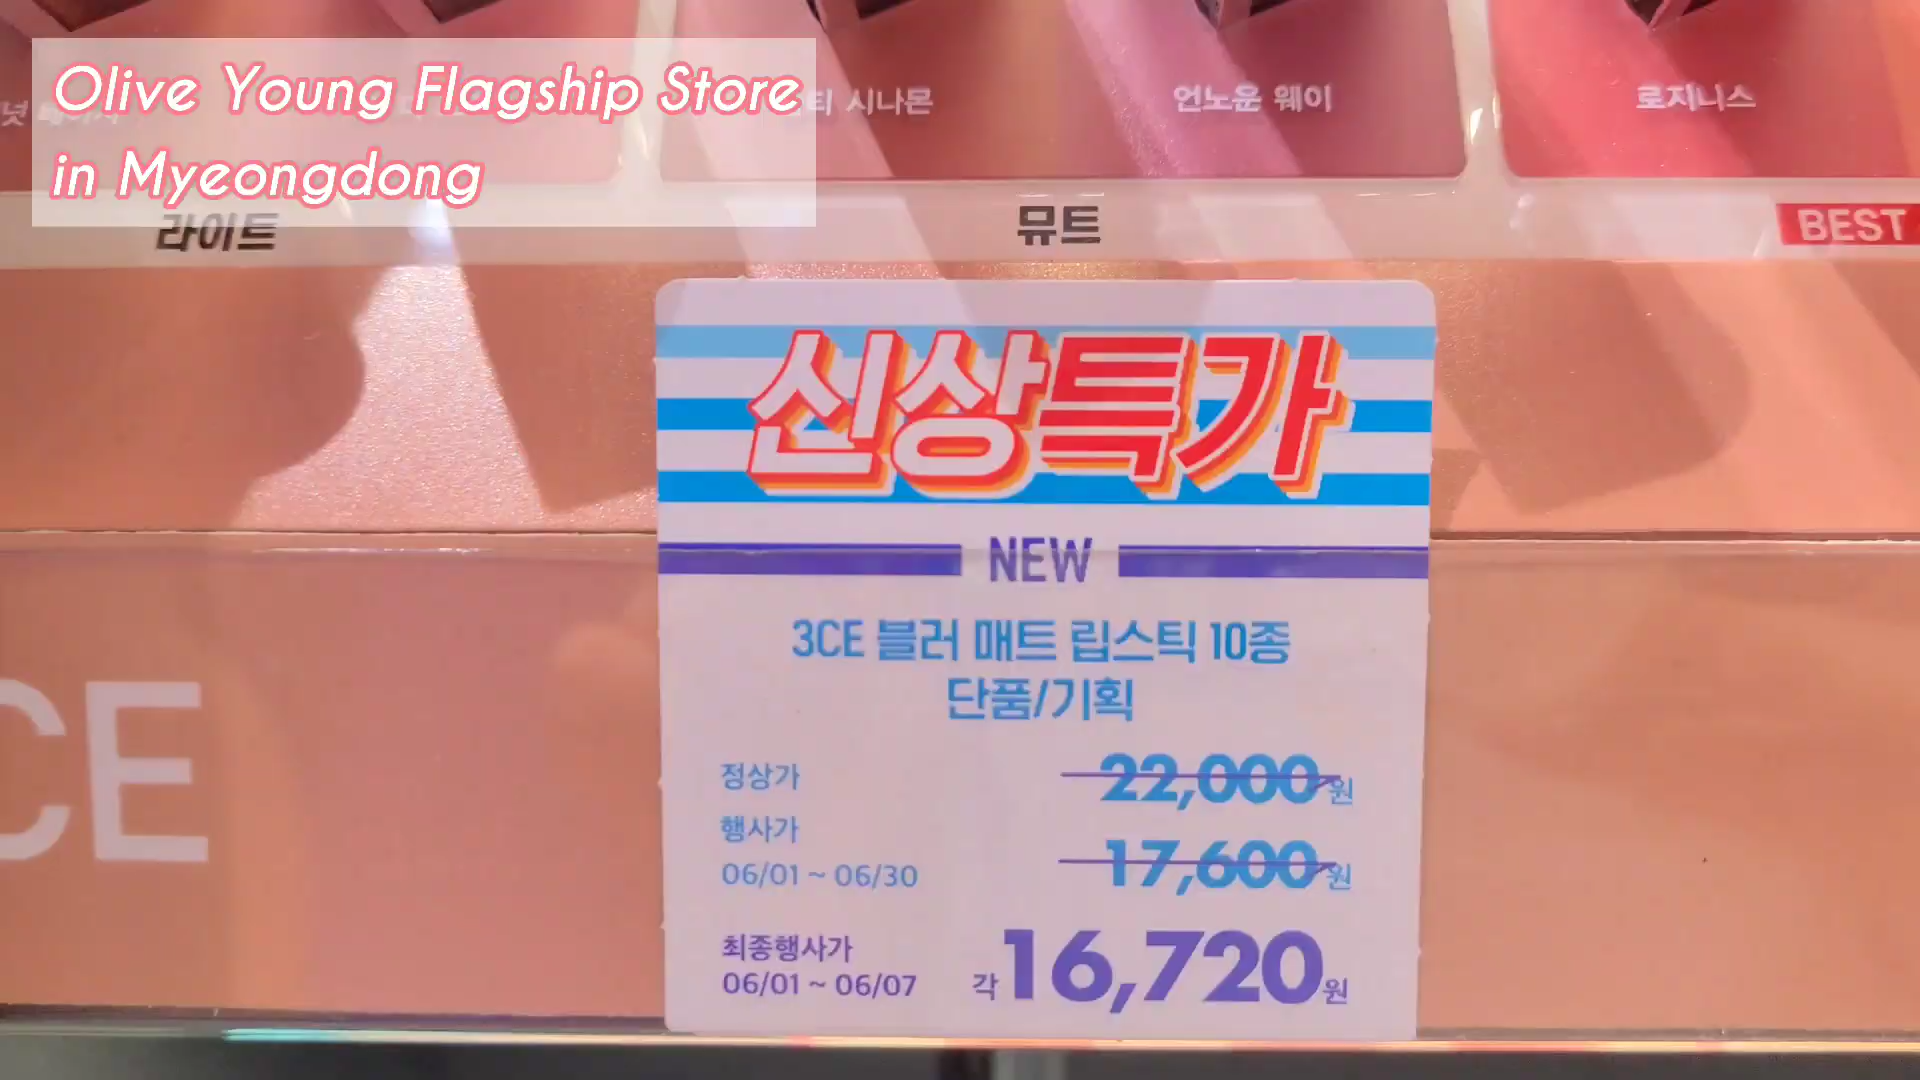 Olive Young Flagship Store
in Myeongdong
시나몬
언노운 웨이
로지니스
라이트
뮤트
BEST
신상특가
NEW
3CE 블러 매트 립스틱 10종
단품/기획
정상가 22,000원
행사가
06/01 ~ 06/30 17,600원
최종행사가
06/01 ~ 06/07 각 16,720원
CE